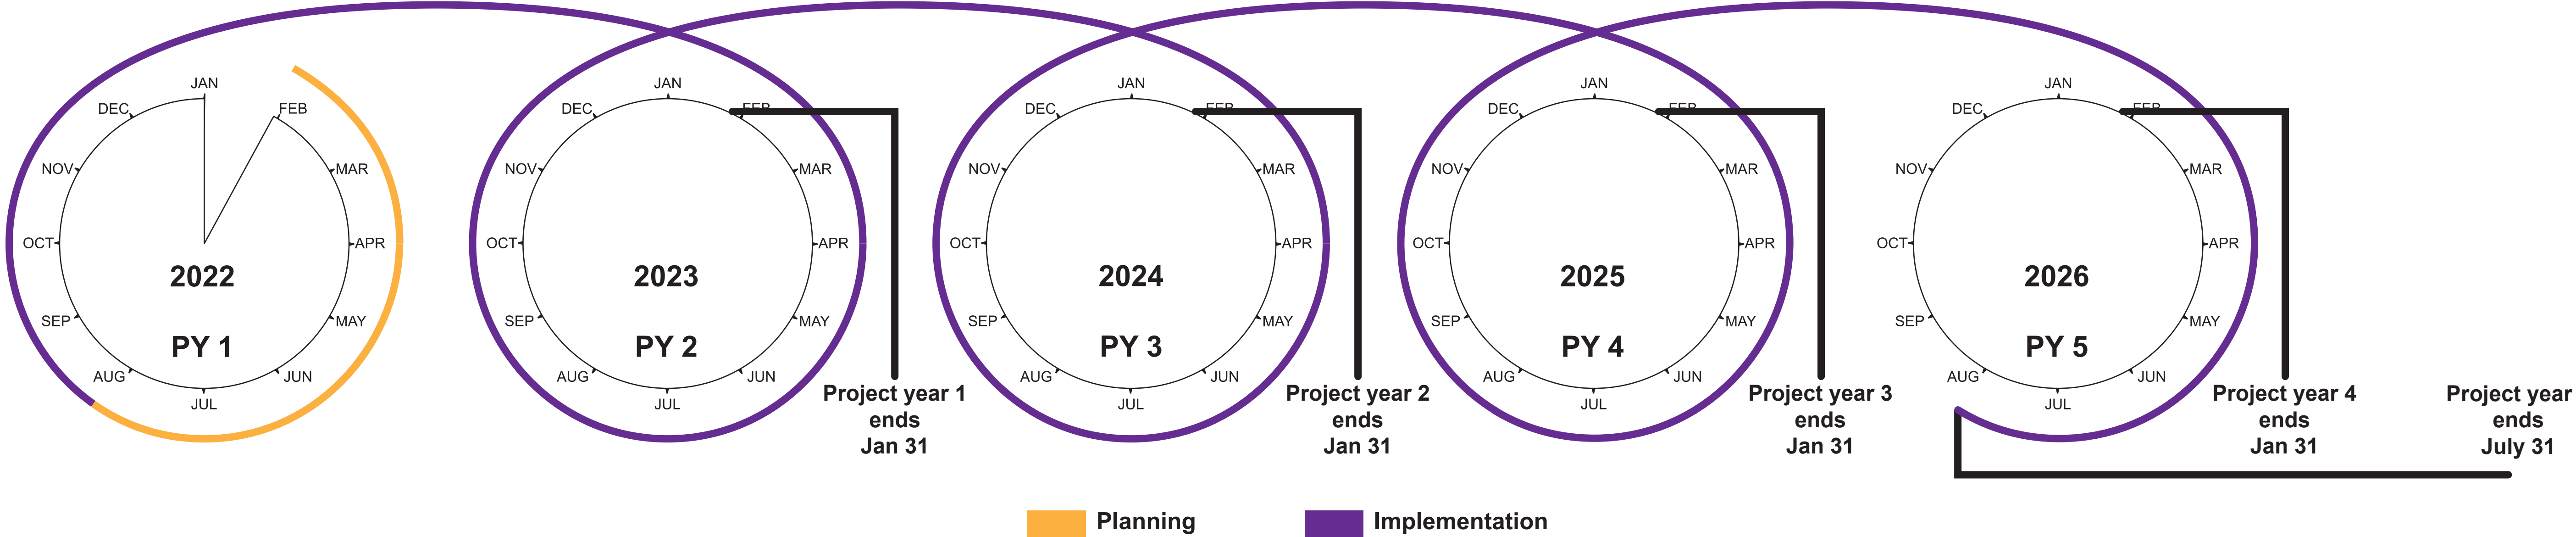 JAN
FEB
MAR
APR
MAY
JUN
JUL
AUG
SEP
OCT
NOV
DEC
2022
PY 1
JAN
FEB
MAR
APR
MAY
JUN
JUL
AUG
SEP
OCT
NOV
DEC
2023
PY 2
Project year 1
ends
Jan 31
JAN
FEB
MAR
APR
MAY
JUN
JUL
AUG
SEP
OCT
NOV
DEC
2024
PY 3
Project year 2
ends
Jan 31
JAN
FEB
MAR
APR
MAY
JUN
JUL
AUG
SEP
OCT
NOV
DEC
2025
PY 4
Project year 3
ends
Jan 31
JAN
FEB
MAR
APR
MAY
JUN
JUL
AUG
SEP
OCT
NOV
DEC
2026
PY 5
Project year 4
ends
Jan 31
Project year
ends
July 31
Planning
Implementation